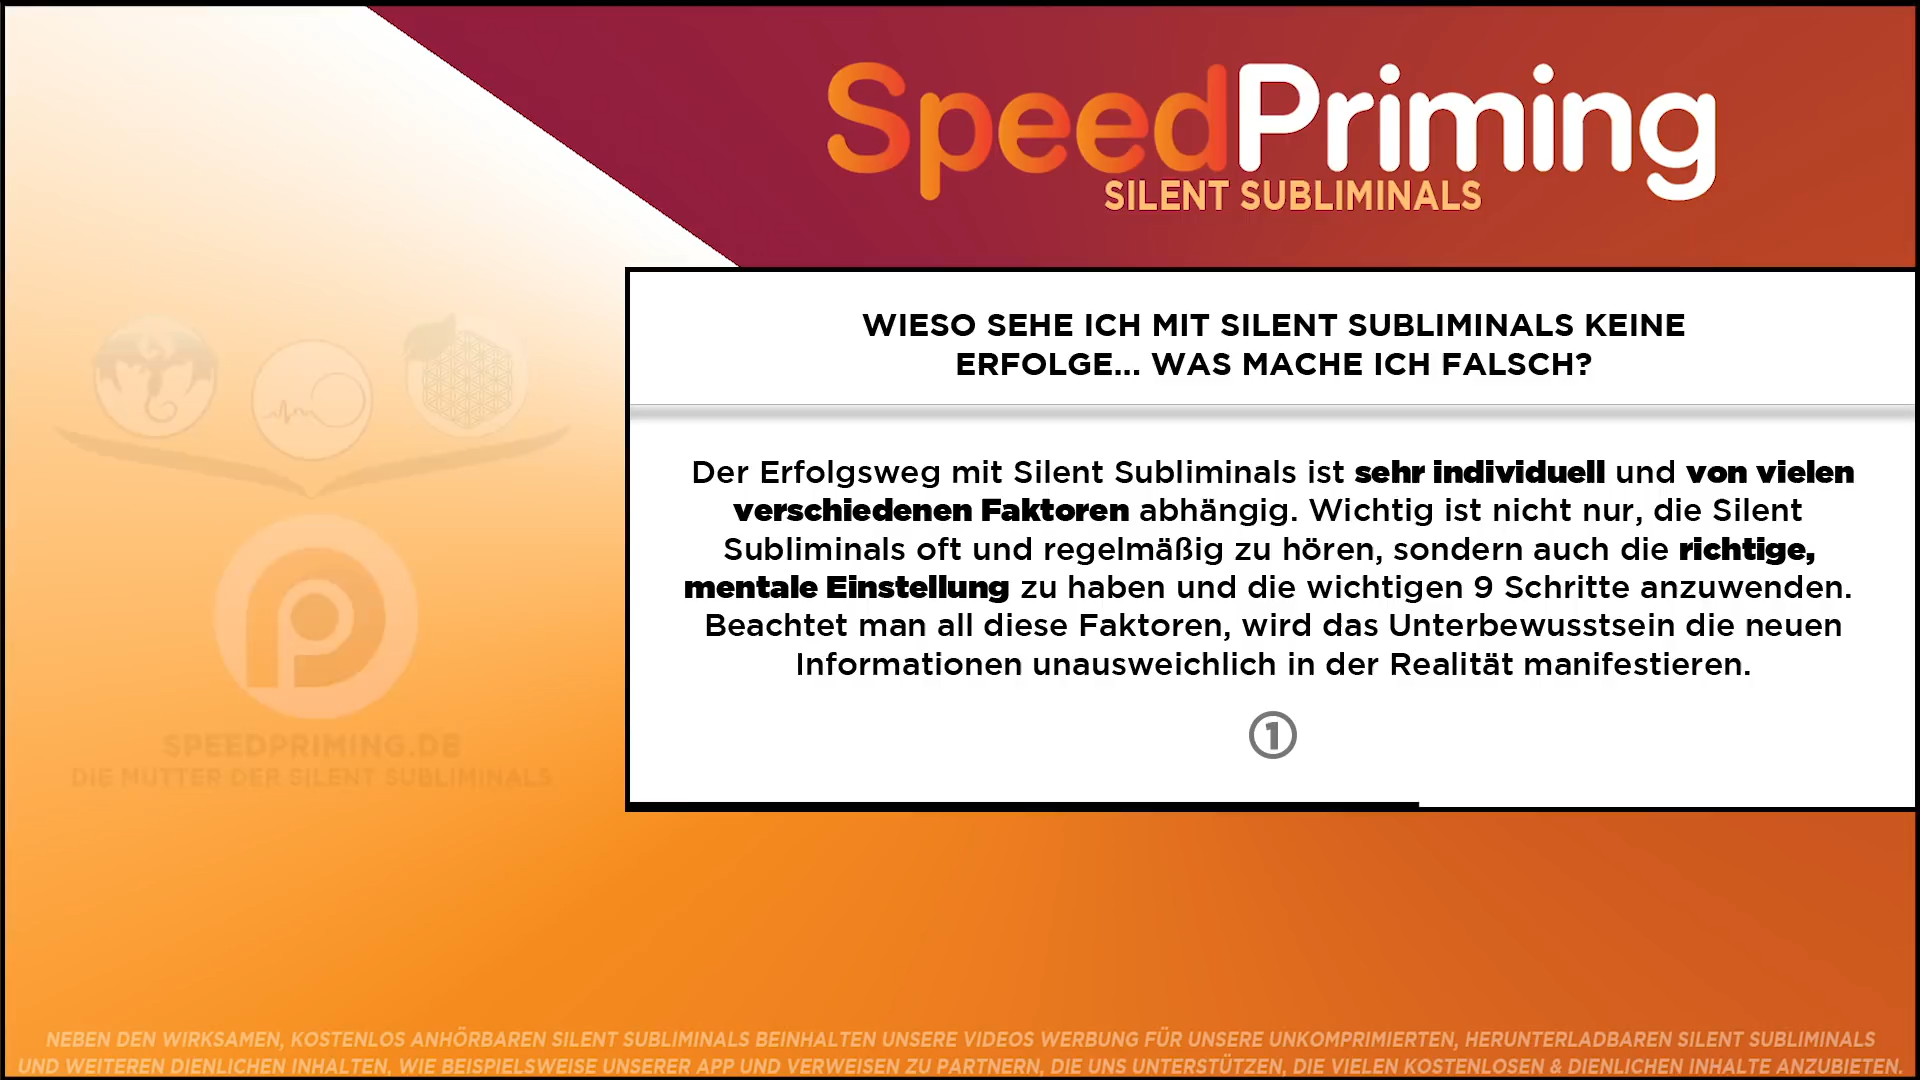 SpeedPriming
SILENT SUBLIMINALS
WIESO SEHE ICH MIT SILENT SUBLIMINALS KEINE
ERFOLGE... WAS MACHE ICH FALSCH?
Der Erfolgsweg mit Silent Subliminals ist sehr individuell und von vielen
verschiedenen Faktoren abhängig. Wichtig ist nicht nur, die Silent
Subliminals oft und regelmäßig zu hören, sondern auch die richtige,
mentale Einstellung zu haben und die wichtigen 9 Schritte anzuwenden.
Beachtet man all diese Faktoren, wird das Unterbewusstsein die neuen
Informationen unausweichlich in der Realität manifestieren.
1
SPEEDPRIMING.DE
DIE MUTTER DER SILENT SUBLIMINALS
NEBEN DEN WIRKSAMEN, KOSTENLOS ANHÖRBAREN SILENT SUBLIMINALS BEINHALTEN UNSERE VIDEOS WERBUNG FÜR UNSERE UNKOMPRIMIERTEN, HERUNTERLADBAREN SILENT SUBLIMINALS
UND WEITEREN DIENLICHEN INHALTEN, WIE BEISPIELSWEISE UNSERER APP UND VERWEISEN ZU PARTNERN, DIE UNS UNTERSTÜTZEN, DIE VIELEN KOSTENLOSEN & DIENLICHEN INHALTE ANZUBIETEN.